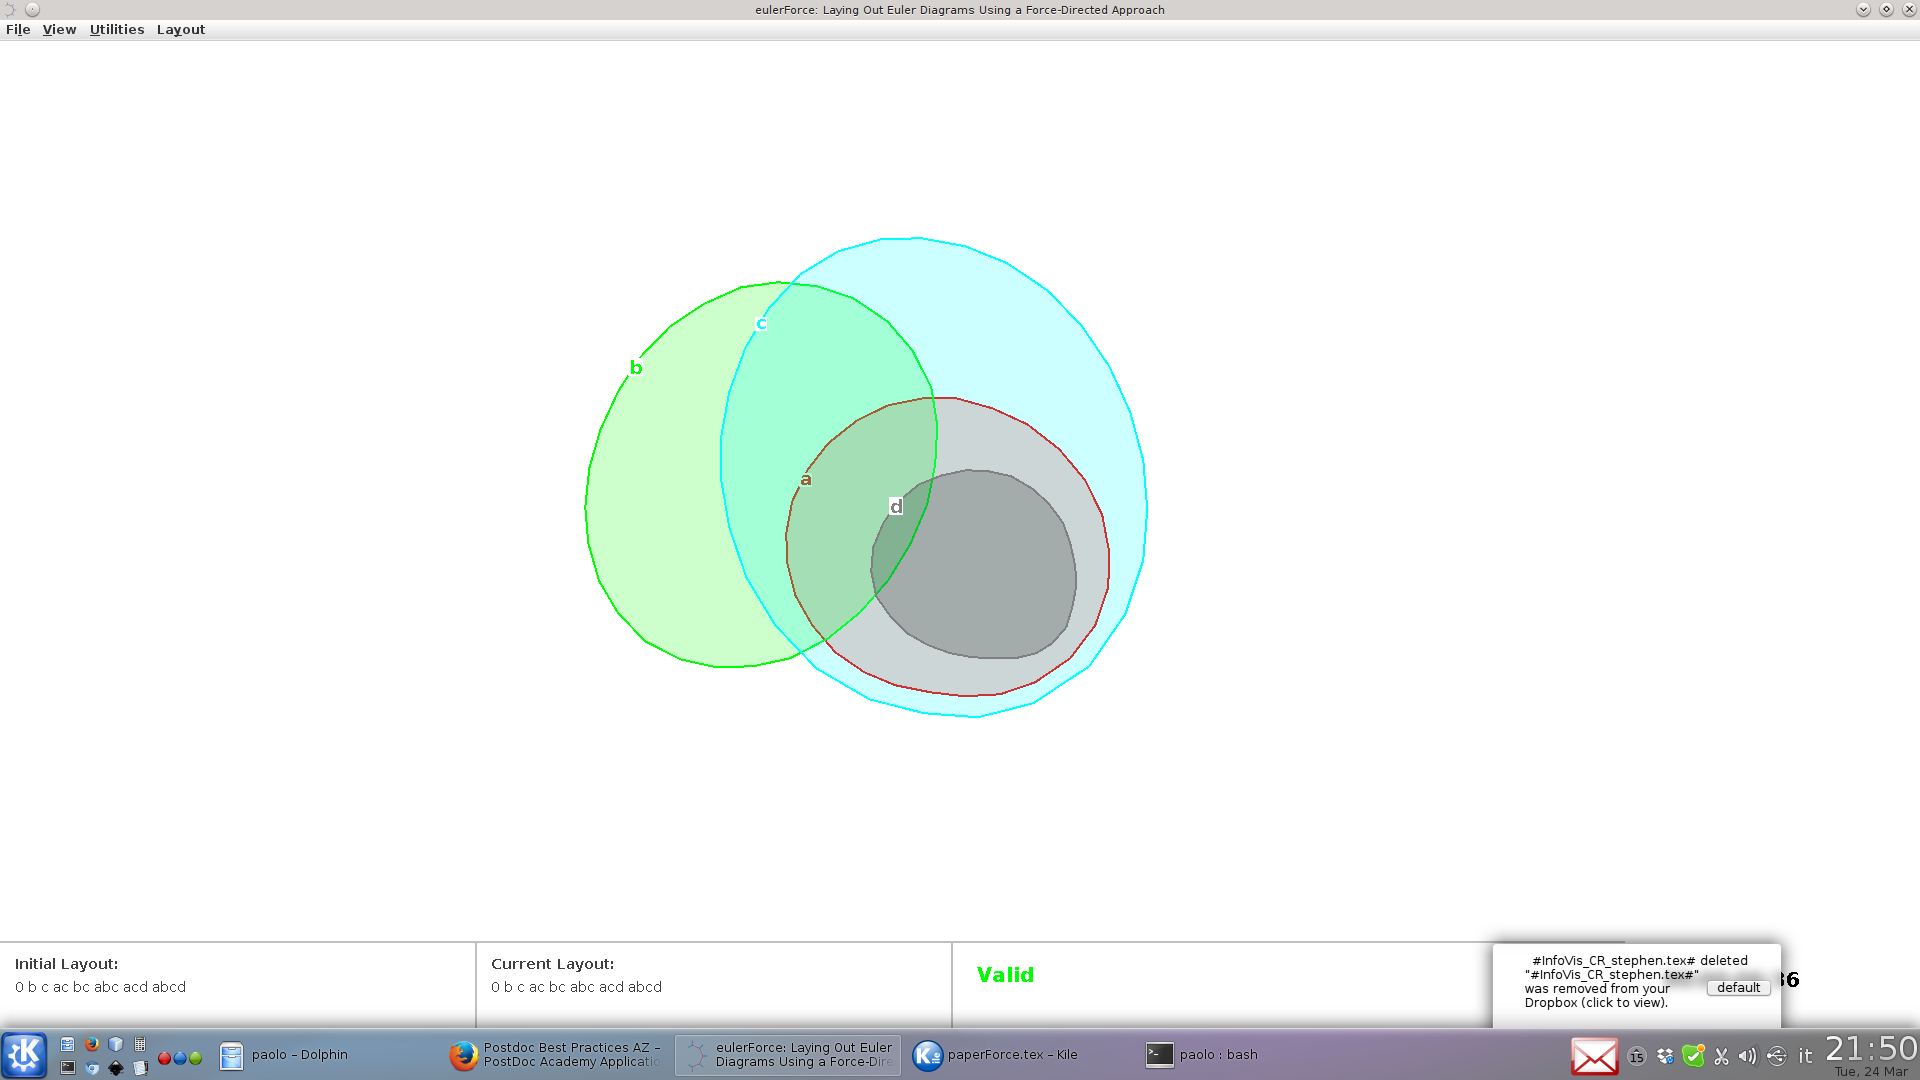 eulerForce: Laying Out Euler Diagrams Using a Force-Directed Approach
File View Utilities Layout
c
b
a
d
Initial Layout:
0 b c ac bc abc acd abcd
Current Layout:
0 b c ac bc abc acd abcd
Valid
#InfoVis_CR_stephen.tex# deleted
"#InfoVis_CR_stephen.tex#"
was removed from your
Dropbox (click to view).
default
paolo – Dolphin
Postdoc Best Practices AZ –
PostDoc Academy Applicatio
eulerForce: Laying Out Euler
Diagrams Using a Force-Dire
paperForce.tex – Kile
paolo : bash
15
it
21:50
Tue, 24 Mar